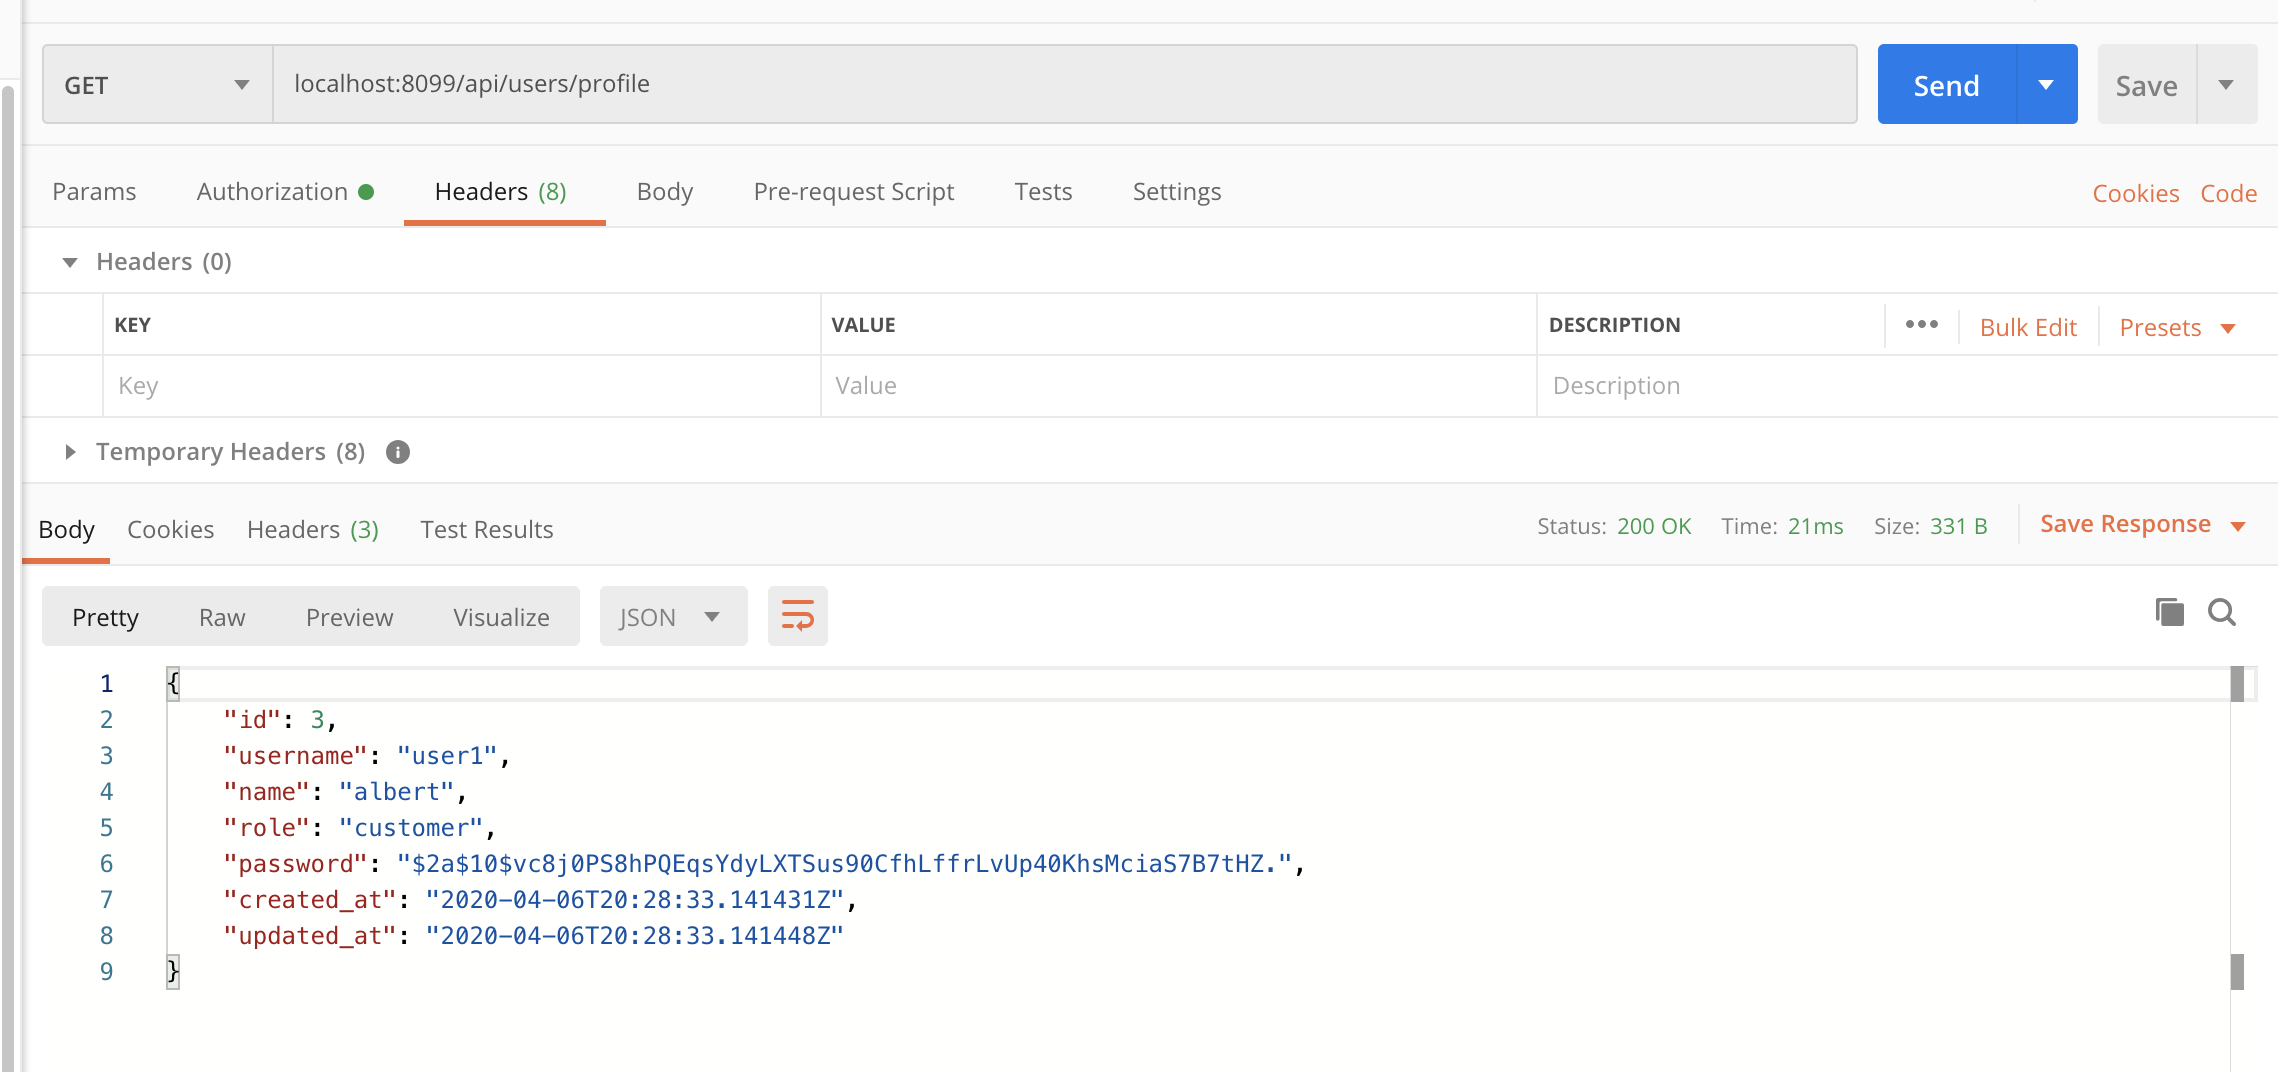 GET localhost:8099/api/users/profile Send Save
Params Authorization Headers (8) Body Pre-request Script Tests Settings Cookies Code
Headers (0)
KEY VALUE DESCRIPTION ••• Bulk Edit Presets
Key Value Description
Temporary Headers (8) i
Body Cookies Headers (3) Test Results Status: 200 OK Time: 21ms Size: 331 B Save Response
Pretty Raw Preview Visualize JSON
1 {
2 "id": 3,
3 "username": "user1",
4 "name": "albert",
5 "role": "customer",
6 "password": "$2a$10$vc8j0PS8hPQEqsYdyLXTSus90CfhLffrLvUp40KhsMciaS7B7tHZ.",
7 "created_at": "2020-04-06T20:28:33.141431Z",
8 "updated_at": "2020-04-06T20:28:33.141448Z"
9 }